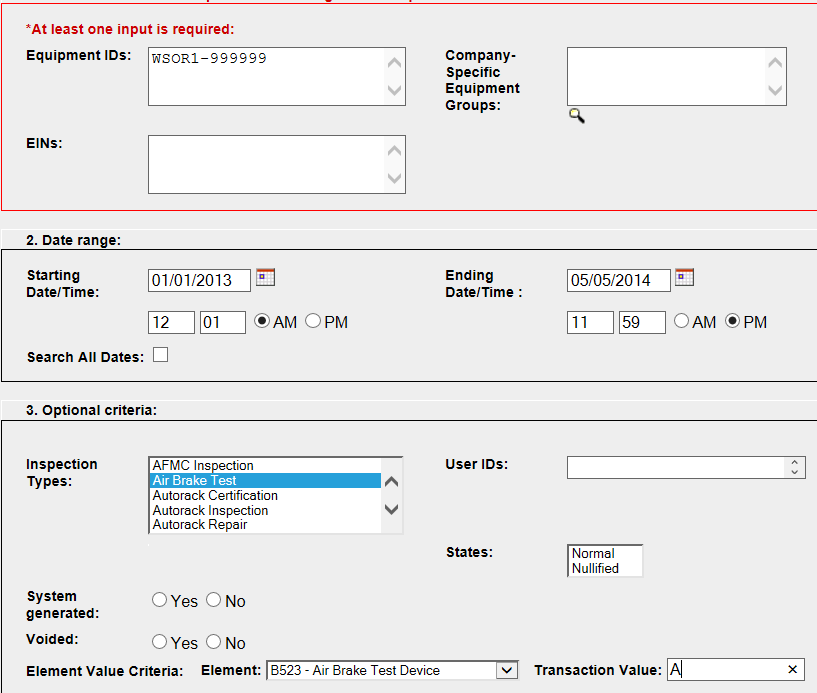 *At least one input is required:
Equipment IDs: WSOR1-999999 Company-
Specific
Equipment
Groups:
EINs:
2. Date range:
Starting Date/Time: 01/01/2013 Ending Date/Time : 05/05/2014
12 01 AM PM 11 59 AM PM
Search All Dates:
3. Optional criteria:
Inspection Types:
AFMC Inspection
Air Brake Test
Autorack Certification
Autorack Inspection
Autorack Repair
User IDs:
States:
Normal
Nullified
System generated: Yes No
Voided: Yes No
Element Value Criteria: Element: B523 - Air Brake Test Device Transaction Value: A